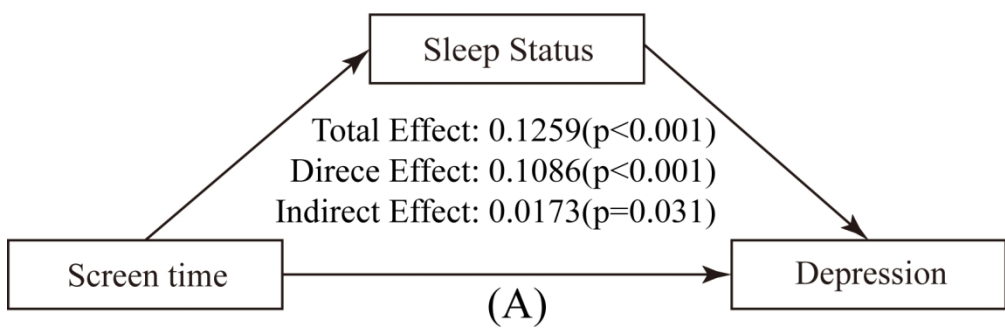 Sleep Status
Total Effect: 0.1259(p<0.001)
Direce Effect: 0.1086(p<0.001)
Indirect Effect: 0.0173(p=0.031)
Screen time
Depression
(A)